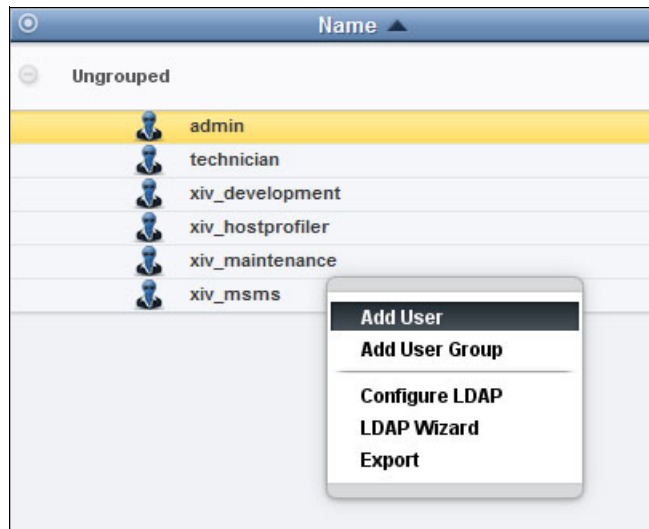 Name
Ungrouped
admin
technician
xiv_development
xiv_hostprofiler
xiv_maintenance
xiv_msms
Add User
Add User Group
Configure LDAP
LDAP Wizard
Export